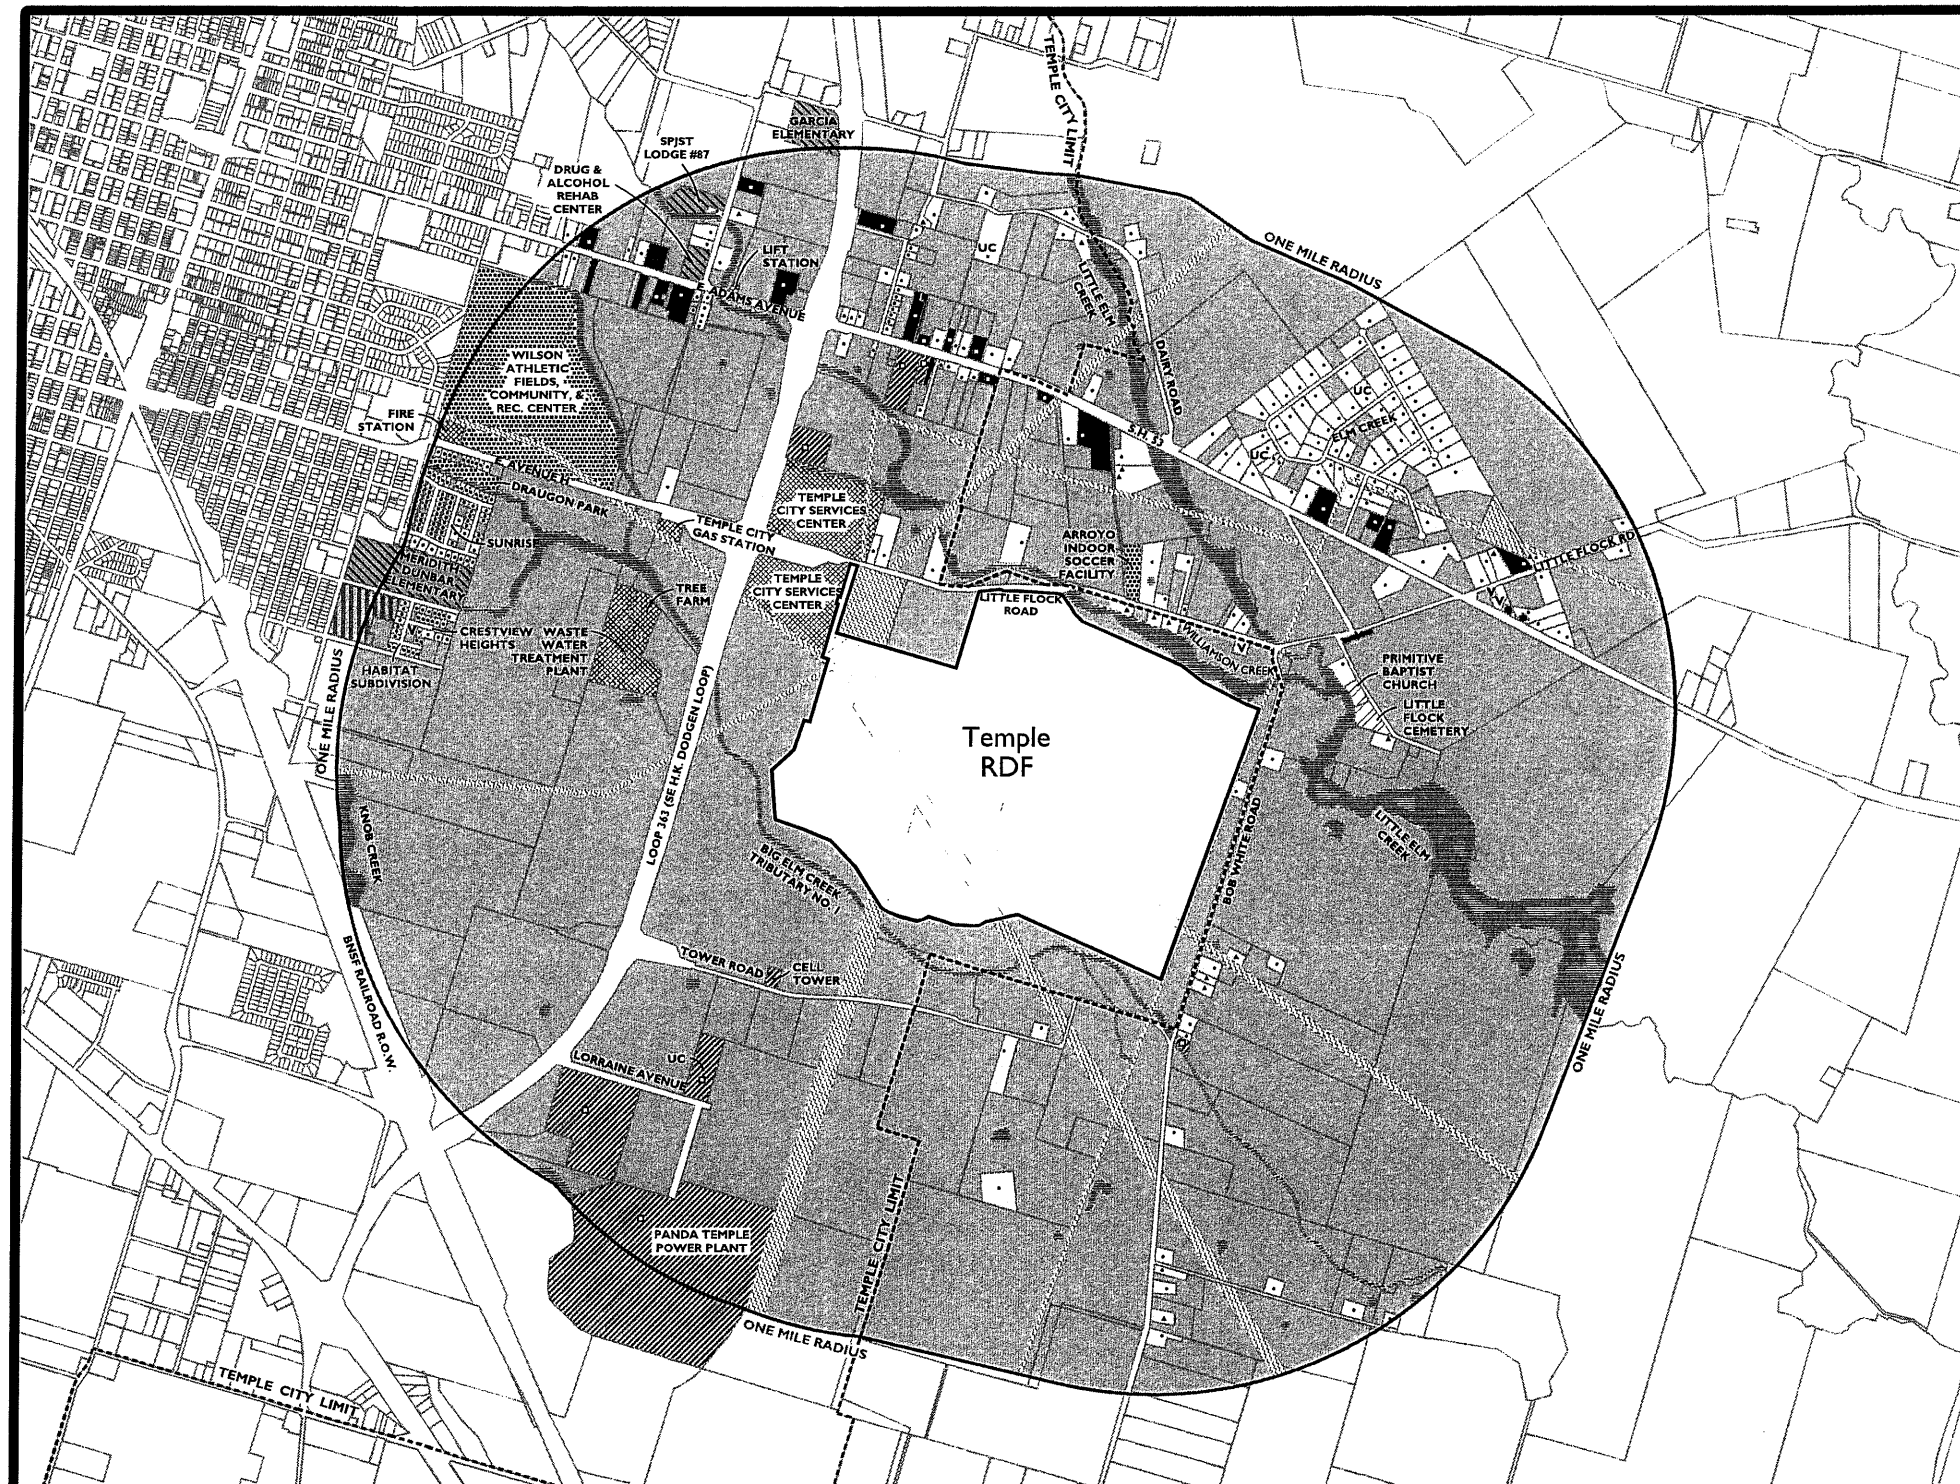 TEMPLE CITY LIMIT
GARCIA
ELEMENTARY
SPJST
LODGE #87
DRUG &
ALCOHOL
REHAB
CENTER
LIFT
STATION
UC
ONE MILE RADIUS
LITTLE ELM
CREEK
E. ADAMS AVENUE
WILSON
ATHLETIC
FIELDS,
COMMUNITY, &
REC. CENTER
DAIRY ROAD
UC
ELM CREEK
UC
FIRE
STATION
S.H. 53
E. AVENUE H
DRAUGON PARK
TEMPLE
CITY SERVICES
CENTER
TEMPLE CITY
GAS STATION
SUNRISE
ARROYO
INDOOR
SOCCER
FACILITY
LITTLE FLOCK RD
MERIDITH
DUNBAR
ELEMENTARY
TREE
FARM
TEMPLE
CITY SERVICES
CENTER
LITTLE FLOCK
ROAD
CRESTVIEW
HEIGHTS
WASTE
WATER
TREATMENT
PLANT
WILLIAMSON CREEK
HABITAT
SUBDIVISION
PRIMITIVE
BAPTIST
CHURCH
LITTLE
FLOCK
CEMETERY
ONE MILE RADIUS
Temple
RDF
LOOP 363 (SE H.K. DODGEN LOOP)
KNOB CREEK
BIG ELM CREEK
TRIBUTARY NO. 1
BOB WHITE ROAD
LITTLE ELM
CREEK
BNSF RAILROAD R.O.W.
TOWER ROAD
CELL
TOWER
ONE MILE RADIUS
UC
LORRAINE AVENUE
PANDA TEMPLE
POWER PLANT
TEMPLE CITY LIMIT
ONE MILE RADIUS
TEMPLE CITY LIMIT